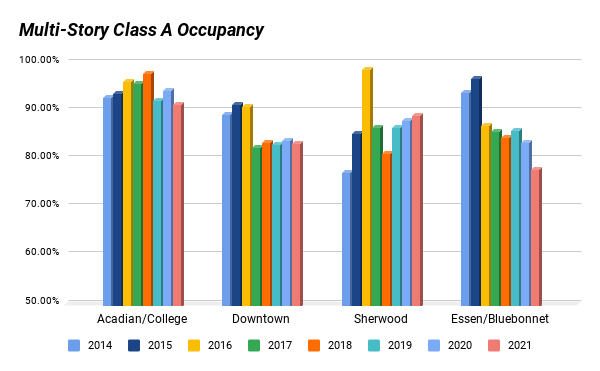 Multi-Story Class A Occupancy
100.00%
90.00%
80.00%
70.00%
60.00%
50.00%
Acadian/College Downtown Sherwood Essen/Bluebonnet
2014 2015 2016 2017 2018 2019 2020 2021